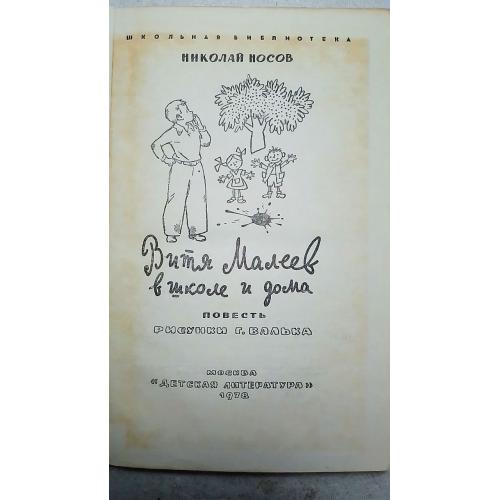 ШКОЛЬНАЯ БИБЛИОТЕКА
НИКОЛАЙ НОСОВ
Витя Малеев
в школе и дома
ПОВЕСТЬ
РИСУНКИ Г. ВАЛЬКА
МОСКВА
«ДЕТСКАЯ ЛИТЕРАТУРА»
1978